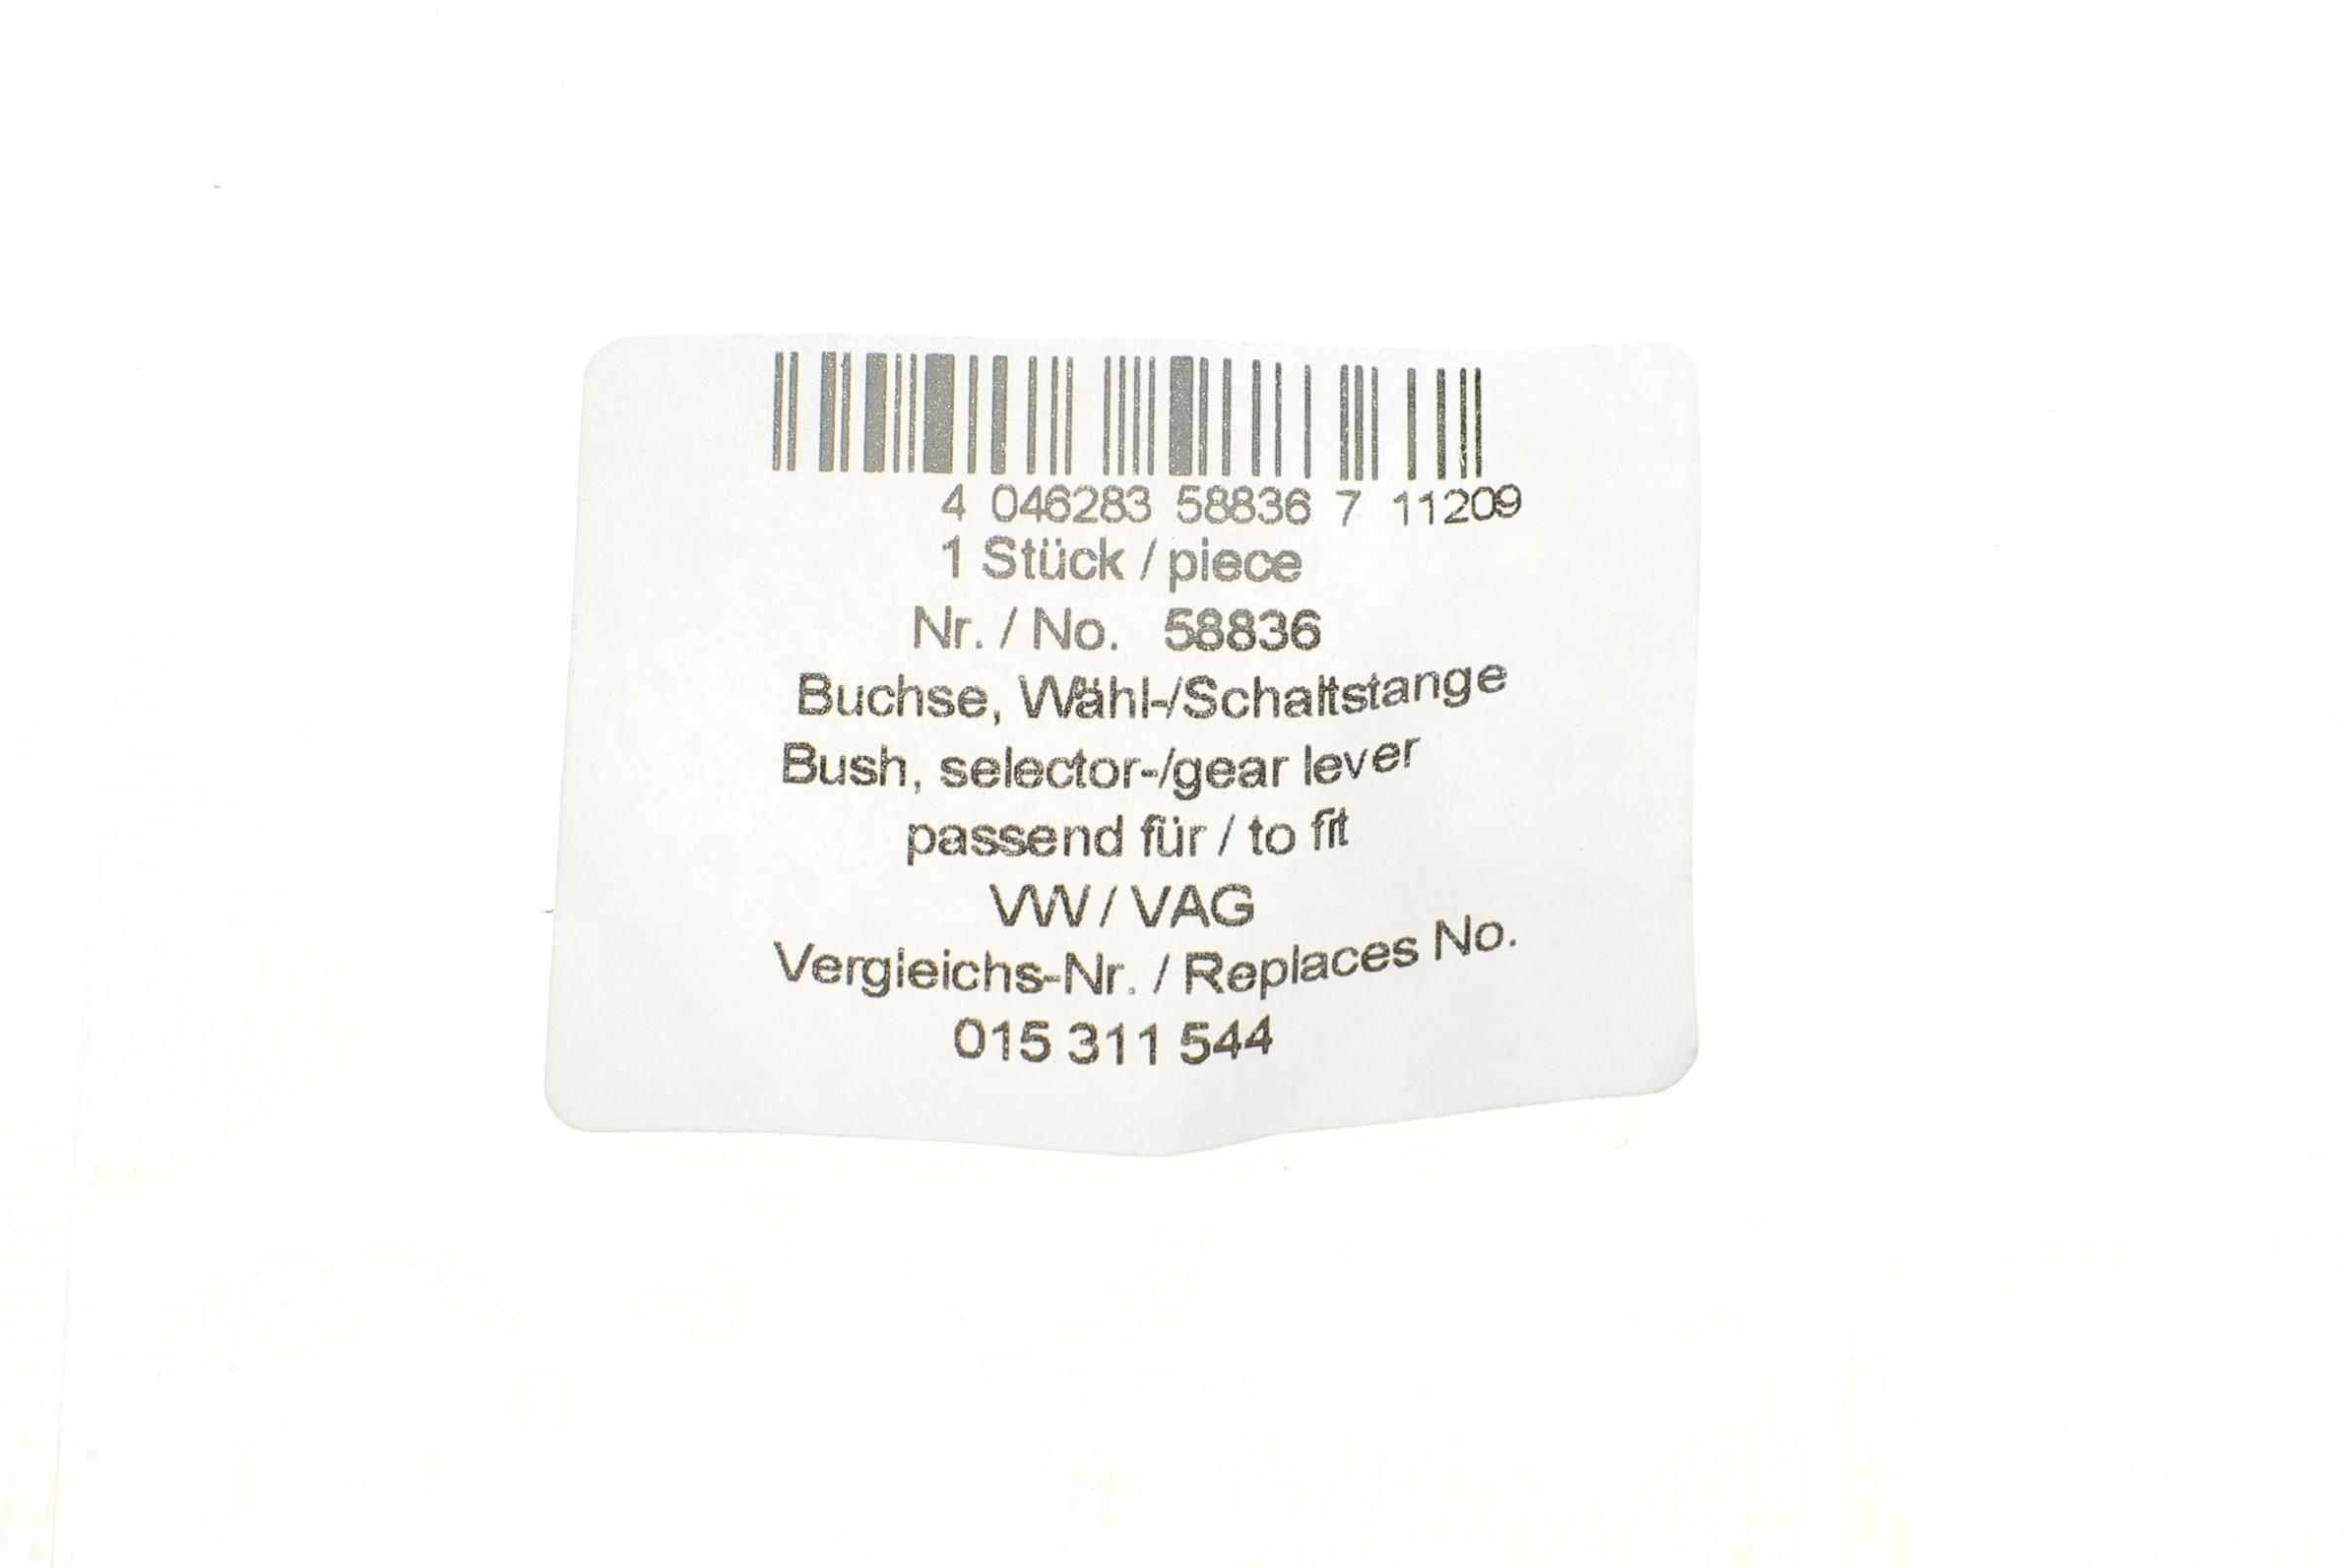 4 046283 58836 7 11209
1 Stück / piece
Nr. / No. 58836
Buchse, Wähl-/Schaltstange
Bush, selector-/gear lever
passend für / to fit
VW / VAG
Vergleichs-Nr. / Replaces No.
015 311 544